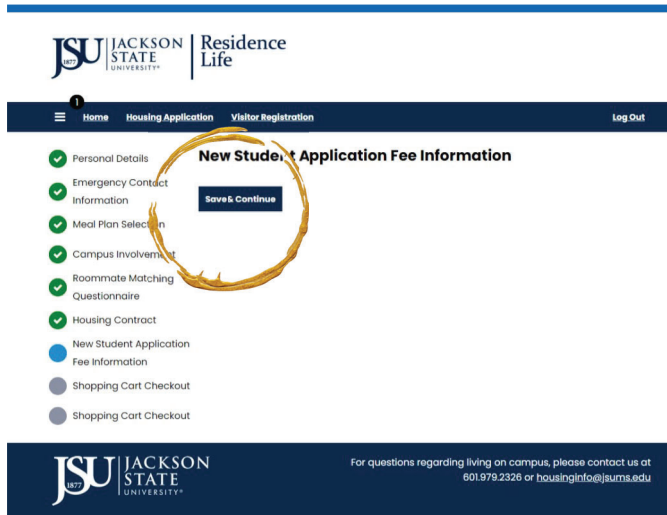 JSU
1877
JACKSON
STATE
UNIVERSITY®
Residence
Life
1
Home Housing Application Visitor Registration Log Out
New Student Application Fee Information
Save & Continue
Personal Details
Emergency Contact
Information
Meal Plan Selection
Campus Involvement
Roommate Matching
Questionnaire
Housing Contract
New Student Application
Fee Information
Shopping Cart Checkout
Shopping Cart Checkout
JSU
1877
JACKSON
STATE
UNIVERSITY®
For questions regarding living on campus, please contact us at
601.979.2326 or housinginfo@jsums.edu